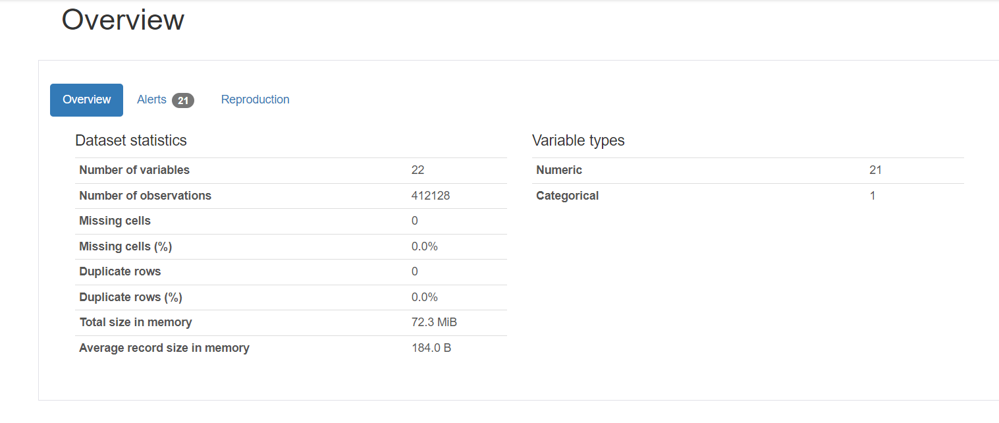 Overview
Overview Alerts 21 Reproduction
Dataset statistics
Number of variables 22
Number of observations 412128
Missing cells 0
Missing cells (%) 0.0%
Duplicate rows 0
Duplicate rows (%) 0.0%
Total size in memory 72.3 MiB
Average record size in memory 184.0 B
Variable types
Numeric 21
Categorical 1